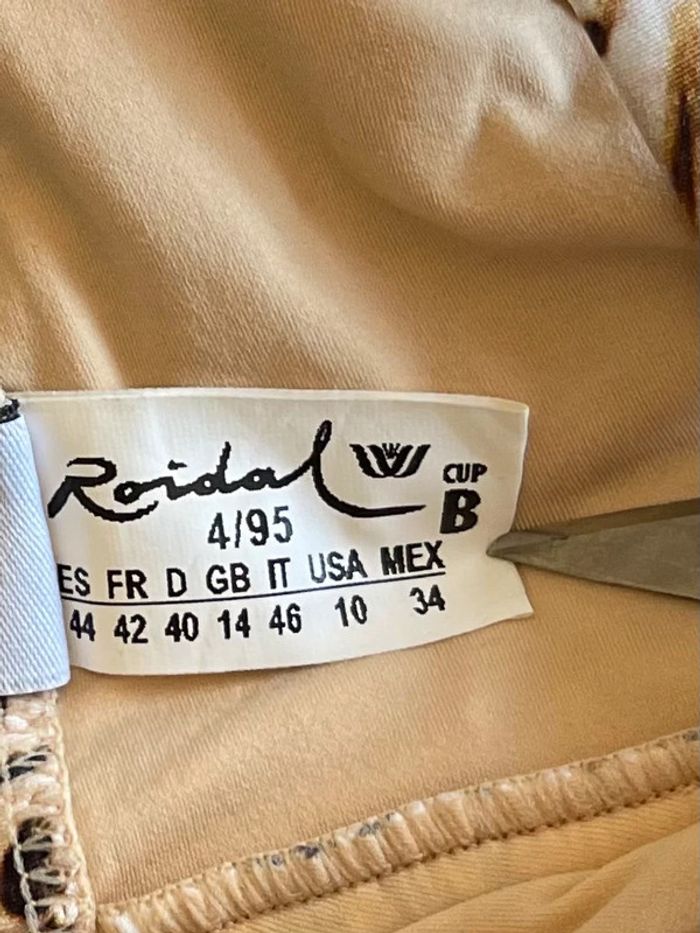 Roidal
CUP
B
4/95
ES FR D GB IT USA MEX
44 42 40 14 46 10 34